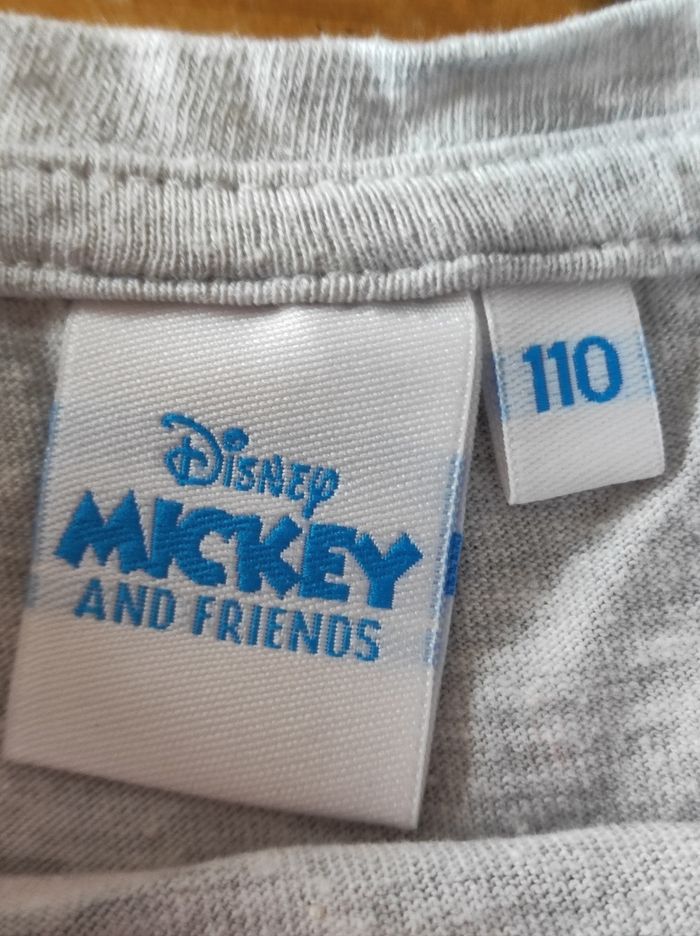 Disney
MICKEY
AND FRIENDS
110